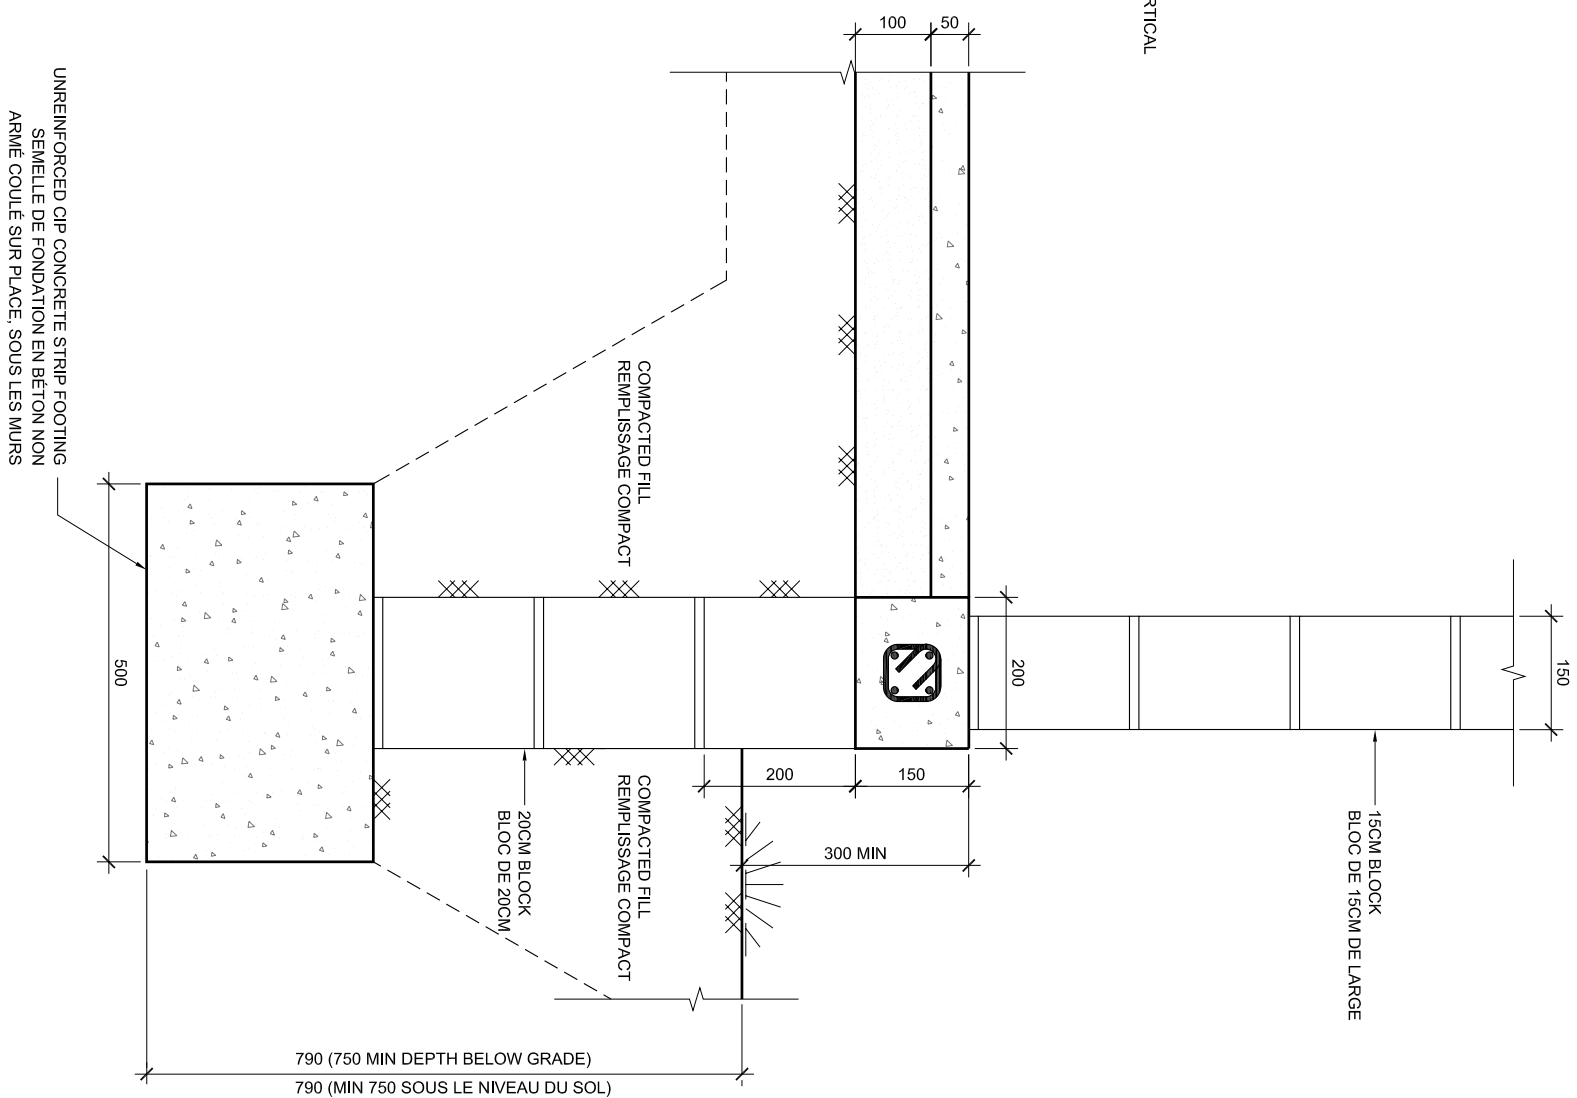 RTICAL
150
15CM BLOCK
BLOC DE 15CM DE LARGE
100
50
200
200
150
300 MIN
COMPACTED FILL
REMPLISSAGE COMPACT
COMPACTED FILL
REMPLISSAGE COMPACT
20CM BLOCK
BLOC DE 20CM
500
UNREINFORCED CIP CONCRETE STRIP FOOTING
SEMELLE DE FONDATION EN BÉTON NON
ARMÉ COULÉ SUR PLACE, SOUS LES MURS
790 (750 MIN DEPTH BELOW GRADE)
790 (MIN 750 SOUS LE NIVEAU DU SOL)